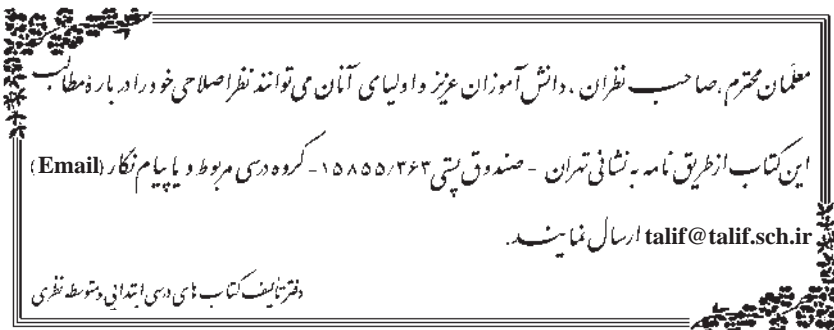 معلّمان محترم، صاحب نظران، دانش‌آموزان عزیز و اولیای آنان می‌توانند نظر اصلاحی خود را دربارهٔ مطالب
این کتاب از طریق نامه به نشانی تهران - صندوق پستی ۱۵۸۵۵/۳۶۳ - گروه درسی مربوط و یا پیام نگار (Email)
talif@talif.sch.ir ارسال نمایند.
دفتر تألیف کتاب های درسی ابتدایی و متوسطه نظری